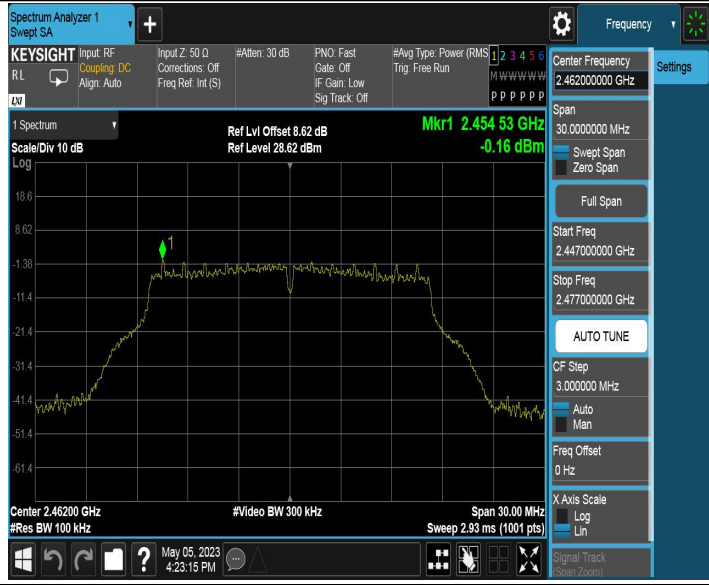 Spectrum Analyzer 1
Swept SA
Frequency
KEYSIGHT
RL
LXI
Input: RF
Coupling: DC
Align: Auto
Input Z: 50 Ω
Corrections: Off
Freq Ref: Int (S)
#Atten: 30 dB
PNO: Fast
Gate: Off
IF Gain: Low
Sig Track: Off
#Avg Type: Power (RMS
Trig: Free Run
1 2 3 4 5 6
M W W W W W
P P P P P P
Center Frequency
2.462000000 GHz
Settings
Span
30.0000000 MHz
Swept Span
Zero Span
Full Span
Start Freq
2.447000000 GHz
Stop Freq
2.477000000 GHz
AUTO TUNE
CF Step
3.000000 MHz
Auto
Man
Freq Offset
0 Hz
X Axis Scale
Log
Lin
Signal Track
(Span Zoom)
1 Spectrum
Scale/Div 10 dB
Ref Lvl Offset 8.62 dB
Ref Level 28.62 dBm
Mkr1 2.454 53 GHz
-0.16 dBm
Log
18.6
8.62
-1.38
-11.4
-21.4
-31.4
-41.4
-51.4
-61.4
1
Center 2.46200 GHz
#Res BW 100 kHz
#Video BW 300 kHz
Span 30.00 MHz
Sweep 2.93 ms (1001 pts)
?
May 05, 2023
4:23:15 PM